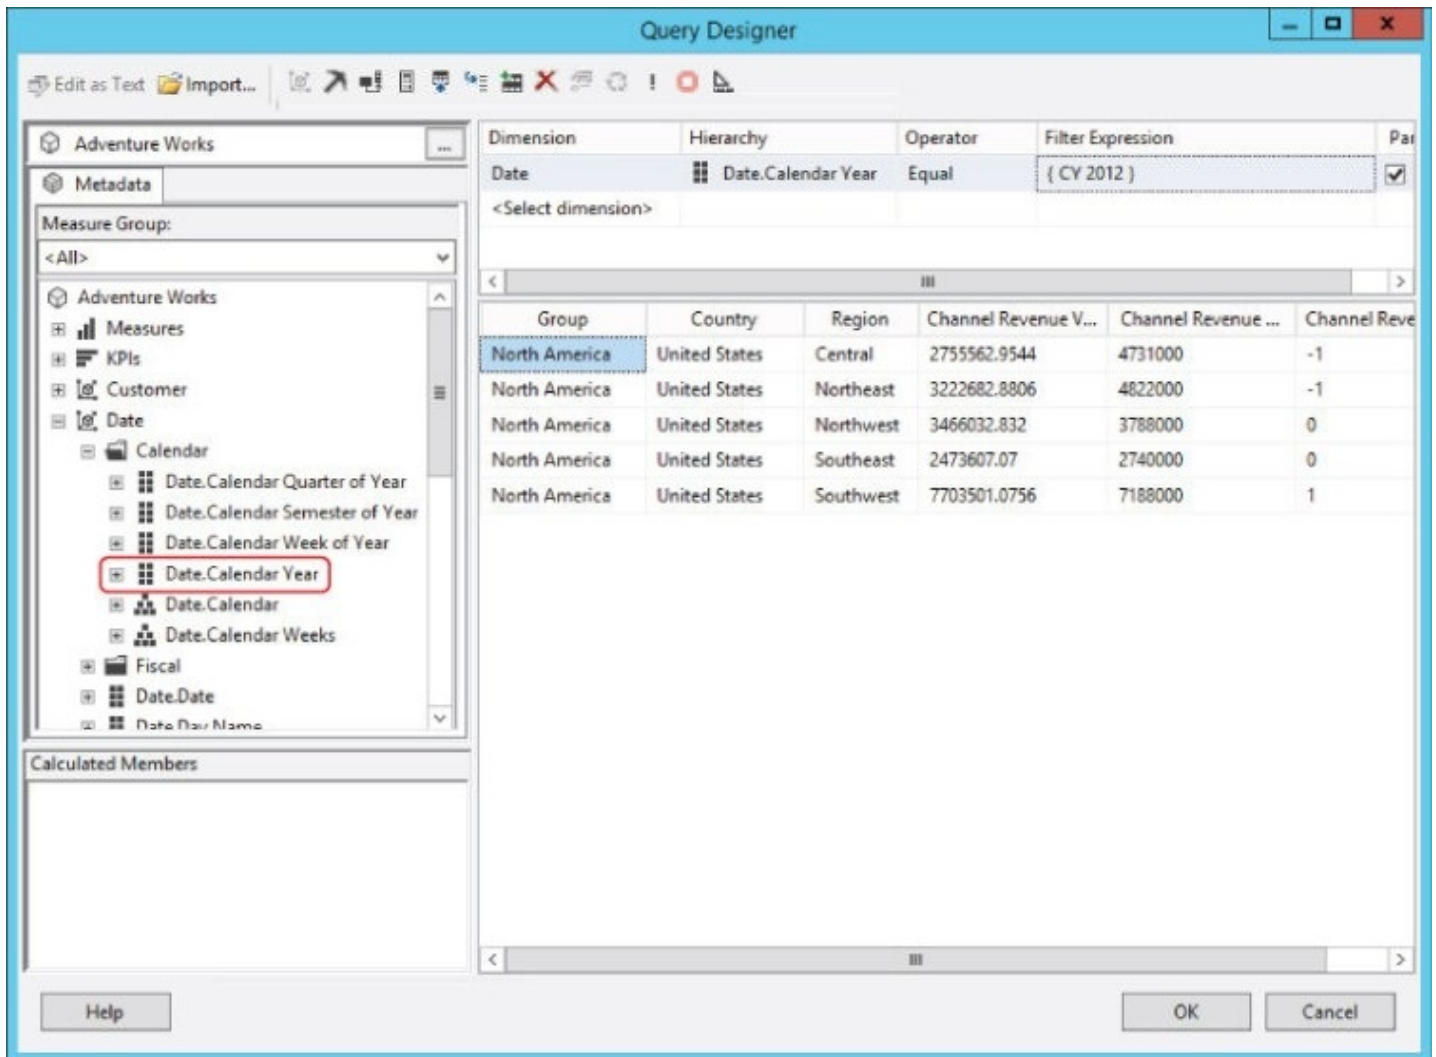 Query Designer
Edit as Text Import...
Adventure Works ...
Metadata
Measure Group:
<All>
Adventure Works
Measures
KPIs
Customer
Date
Calendar
Date.Calendar Quarter of Year
Date.Calendar Semester of Year
Date.Calendar Week of Year
Date.Calendar Year
Date.Calendar
Date.Calendar Weeks
Fiscal
Date.Date
Date.Day Name
Calculated Members
Dimension Hierarchy Operator Filter Expression Par
Date Date.Calendar Year Equal { CY 2012 }
<Select dimension>
Group Country Region Channel Revenue V... Channel Revenue ... Channel Reve
North America United States Central 2755562.9544 4731000 -1
North America United States Northeast 3222682.8806 4822000 -1
North America United States Northwest 3466032.832 3788000 0
North America United States Southeast 2473607.07 2740000 0
North America United States Southwest 7703501.0756 7188000 1
Help OK Cancel